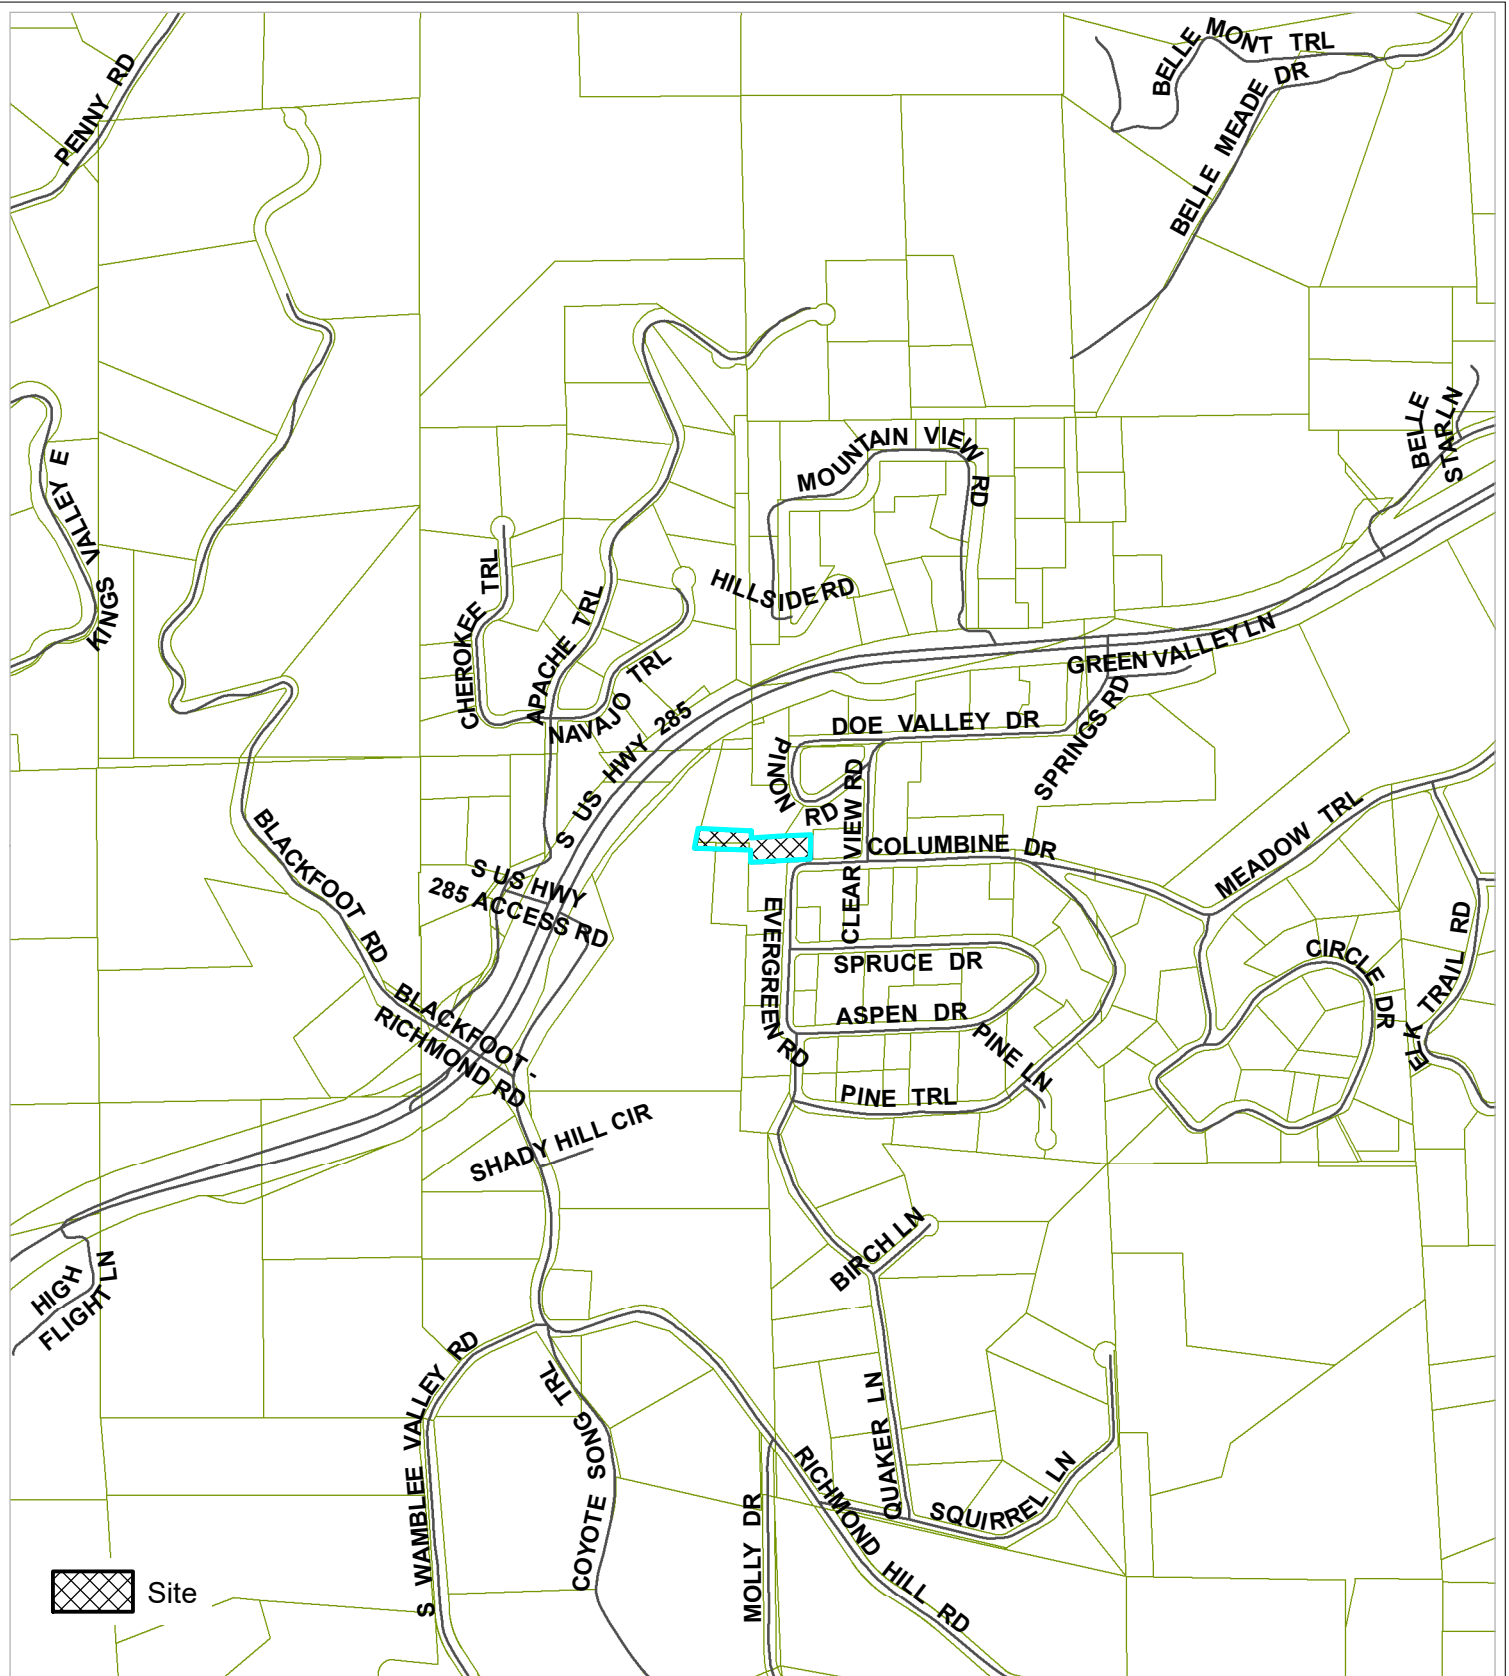 BELLE MONT TRL
PENNY RD
BELLE MEADE DR
BELLE
STARLN
MOUNTAIN VIEW RD
KINGS VALLEY E
HILLSIDE RD
CHEROKEE TRL
APACHE TRL
NAVAJO TRL
GREEN VALLEY LN
S US HWY 285
DOE VALLEY DR
PINON RD
SPRINGS RD
CLEARVIEW RD
BLACKFOOT RD
COLUMBINE DR
MEADOW TRL
S US HWY
285 ACCESS RD
EVERGREEN RD
SPRUCE DR
CIRCLE DR
ELK TRAIL RD
ASPEN DR
BLACKFOOT -
RICHMOND RD
PINE LN
PINE TRL
SHADY HILL CIR
BIRCH LN
HIGH
FLIGHT LN
S WAMBLEE VALLEY RD
COYOTE SONG TRL
QUAKER LN
SQUIRREL LN
MOLLY DR
RICHMOND HILL RD
Site